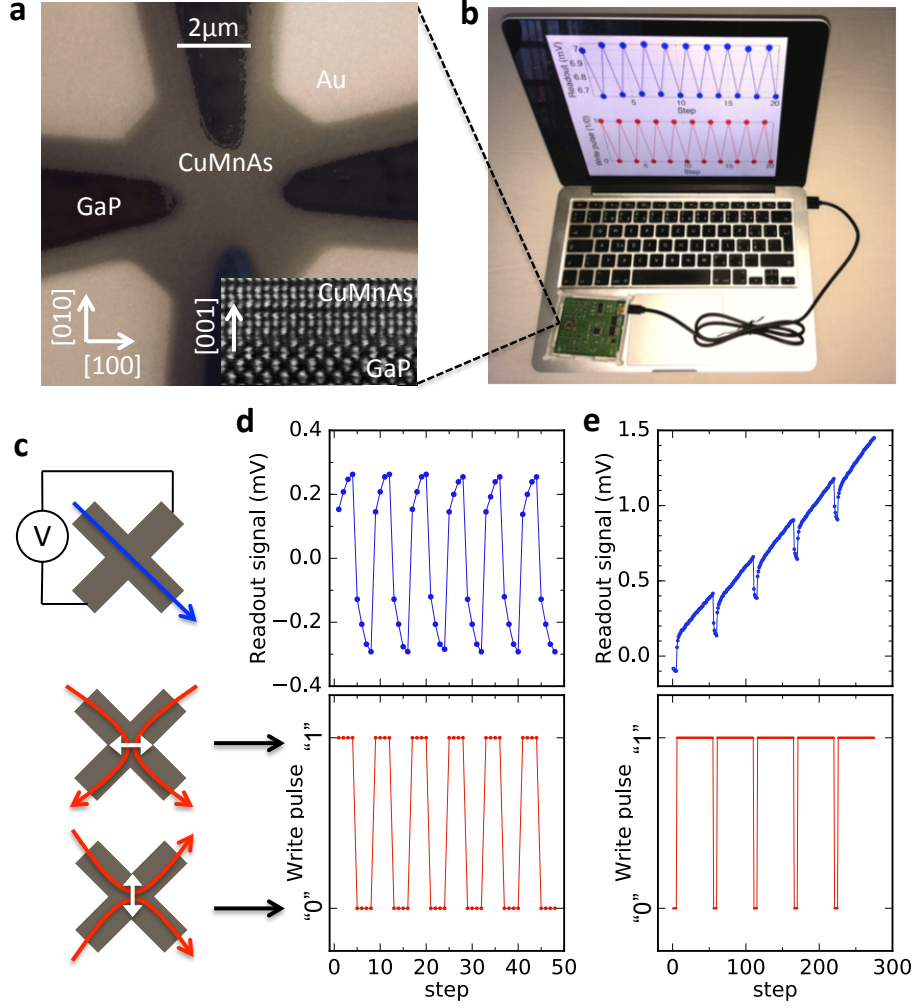 a
2μm
Au
CuMnAs
GaP
[010]
[100]
[001]
CuMnAs
GaP
b
7
6.9
6.8
6.7
Readout (mV)
5
10
15
20
Step
1
0
Write pulse (1/0)
5
10
15
20
Step
c
V
d
0.4
0.2
0.0
−0.2
−0.4
Readout signal (mV)
"1"
"0"
Write pulse
0
10
20
30
40
50
step
e
1.5
1.0
0.5
0.0
Readout signal (mV)
"1"
"0"
Write pulse
0
100
200
300
step